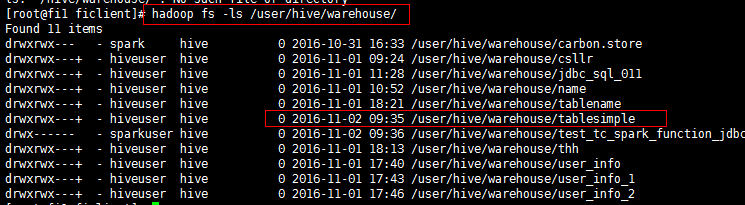 ls: `/hive/warehouse/': No such file or directory
[root@fi1 ficlient]# hadoop fs -ls /user/hive/warehouse/
Found 11 items
drwxrwx---   - spark     hive          0 2016-10-31 16:33 /user/hive/warehouse/carbon.store
drwxrwx---+  - hiveuser  hive          0 2016-11-01 09:24 /user/hive/warehouse/csllr
drwxrwx---+  - hiveuser  hive          0 2016-11-01 11:28 /user/hive/warehouse/jdbc_sql_011
drwxrwx---+  - hiveuser  hive          0 2016-11-01 10:52 /user/hive/warehouse/name
drwxrwx---+  - hiveuser  hive          0 2016-11-01 18:21 /user/hive/warehouse/tablename
drwxrwx---+  - hiveuser  hive          0 2016-11-02 09:35 /user/hive/warehouse/tablesimple
drwx------   - sparkuser hive          0 2016-11-02 09:36 /user/hive/warehouse/test_tc_spark_function_jdbc
drwxrwx---+  - hiveuser  hive          0 2016-11-01 18:13 /user/hive/warehouse/thh
drwxrwx---+  - hiveuser  hive          0 2016-11-01 17:40 /user/hive/warehouse/user_info
drwxrwx---+  - hiveuser  hive          0 2016-11-01 17:43 /user/hive/warehouse/user_info_1
drwxrwx---+  - hiveuser  hive          0 2016-11-01 17:46 /user/hive/warehouse/user_info_2
[root@fi1 ficlient]#